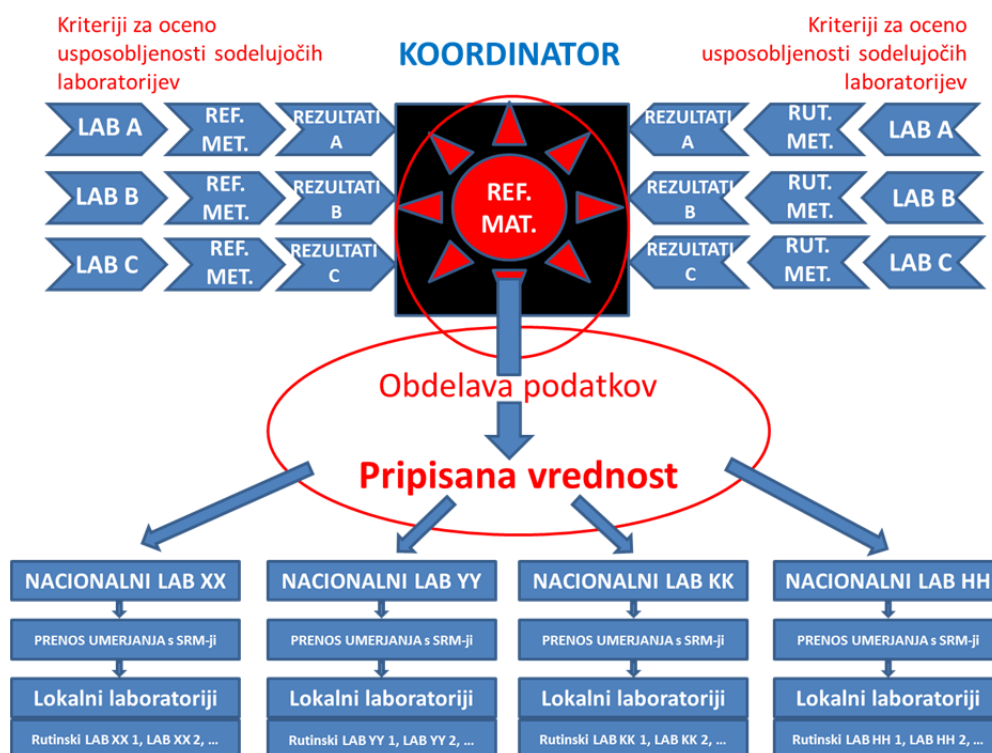 Kriteriji za oceno
usposobljenosti sodelujočih
laboratorijev
KOORDINATOR
Kriteriji za oceno
usposobljenosti sodelujočih
laboratorijev
LAB A
REF.
MET.
REZULTATI
A
REZULTATI
A
RUT.
MET.
LAB A
LAB B
REF.
MET.
REZULTATI
B
REF.
MAT.
REZULTATI
B
RUT.
MET.
LAB B
LAB C
REF.
MET.
REZULTATI
C
REZULTATI
C
RUT.
MET.
LAB C
Obdelava podatkov
Pripisana vrednost
NACIONALNI LAB XX
PRENOS UMERJANJA s SRM-ji
Lokalni laboratoriji
Rutinski LAB XX 1, LAB XX 2, ...
NACIONALNI LAB YY
PRENOS UMERJANJA s SRM-ji
Lokalni laboratoriji
Rutinski LAB YY 1, LAB YY 2, ...
NACIONALNI LAB KK
PRENOS UMERJANJA s SRM-ji
Lokalni laboratoriji
Rutinski LAB KK 1, LAB KK 2, ...
NACIONALNI LAB HH
PRENOS UMERJANJA s SRM-ji
Lokalni laboratoriji
Rutinski LAB HH 1, LAB HH 2, ...